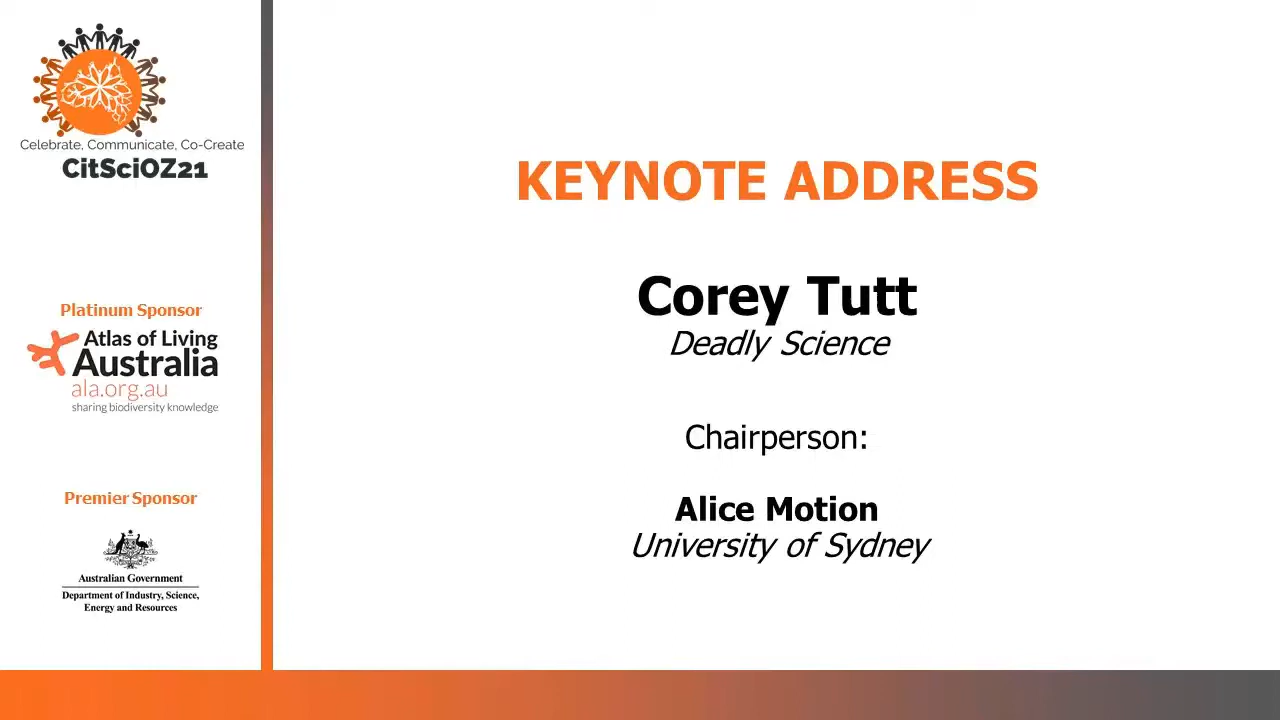 Celebrate, Communicate, Co-Create
CitSciOZ21
Platinum Sponsor
Atlas of Living
Australia
ala.org.au
sharing biodiversity knowledge
Premier Sponsor
Australian Government
Department of Industry, Science,
Energy and Resources
KEYNOTE ADDRESS
Corey Tutt
Deadly Science
Chairperson:
Alice Motion
University of Sydney